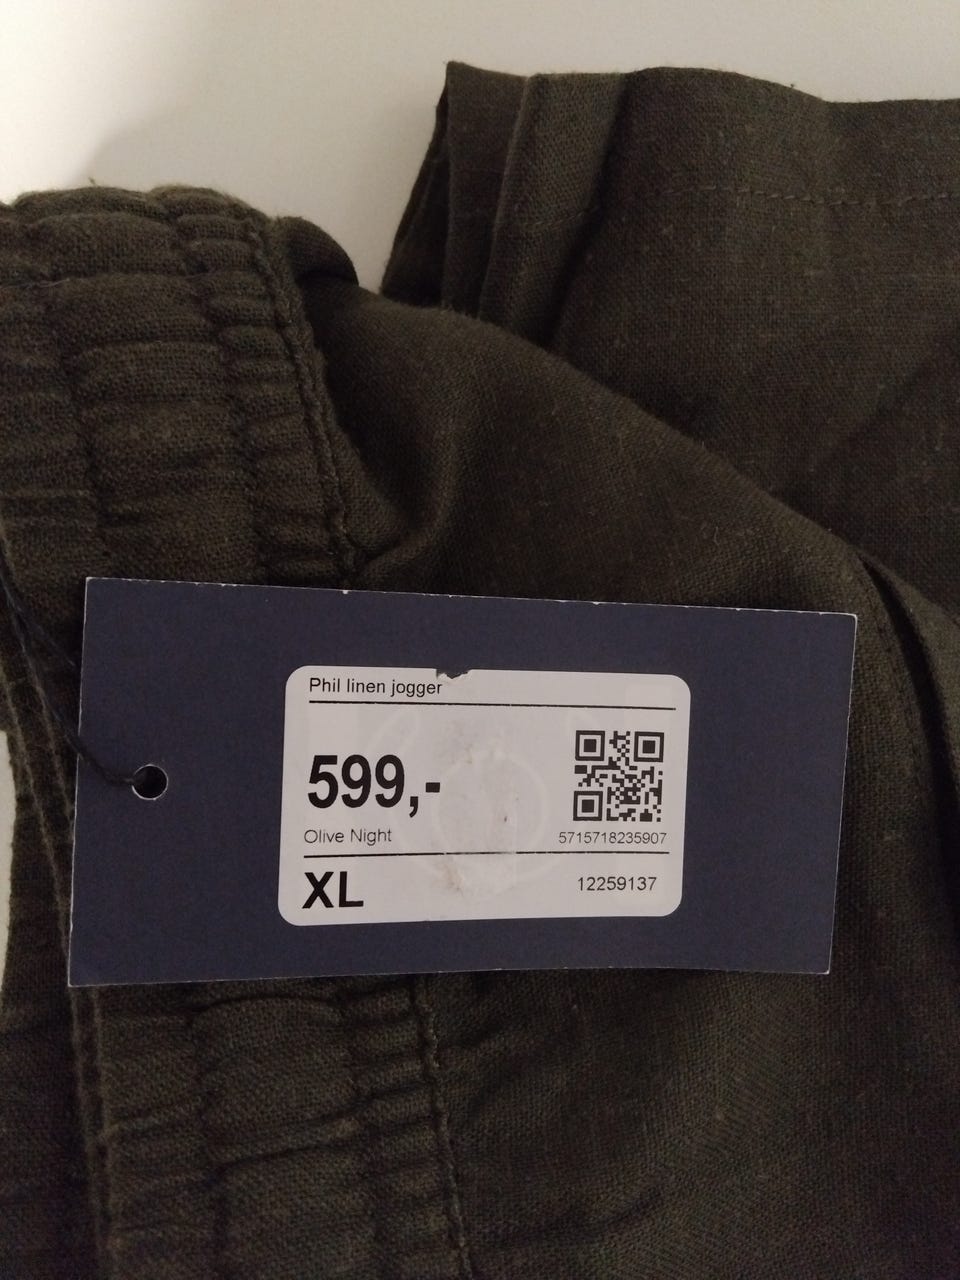 Phil linen jogger
599,-
Olive Night
5715718235907
XL
12259137